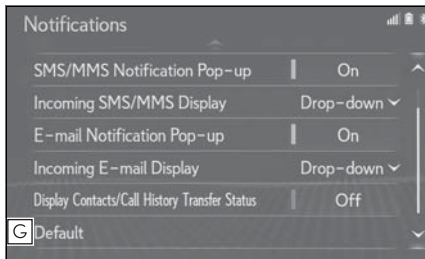 Notifications
SMS/MMS Notification Pop-up On
Incoming SMS/MMS Display Drop-down
E-mail Notification Pop-up On
Incoming E-mail Display Drop-down
Display Contacts/Call History Transfer Status Off
G Default